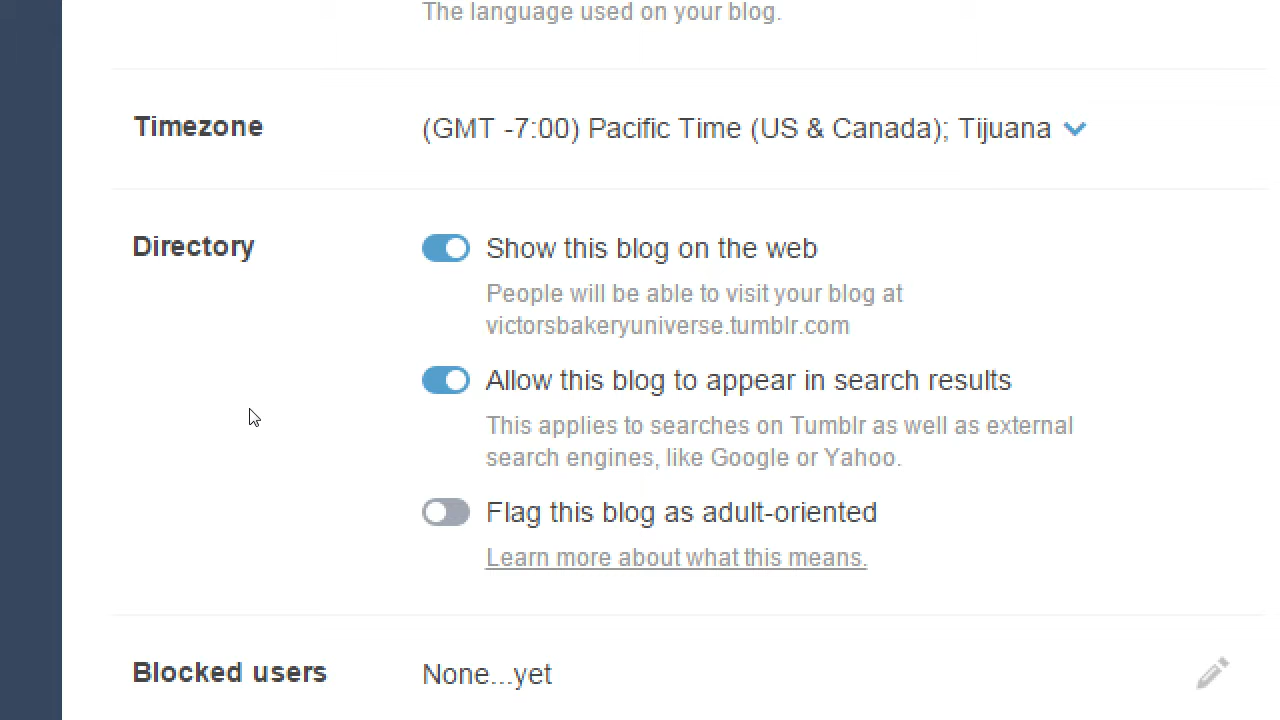 The language used on your blog.
Timezone
(GMT -7:00) Pacific Time (US & Canada); Tijuana
Directory
Show this blog on the web
People will be able to visit your blog at
victorsbakeryuniverse.tumblr.com
Allow this blog to appear in search results
This applies to searches on Tumblr as well as external
search engines, like Google or Yahoo.
Flag this blog as adult-oriented
Learn more about what this means.
Blocked users
None...yet